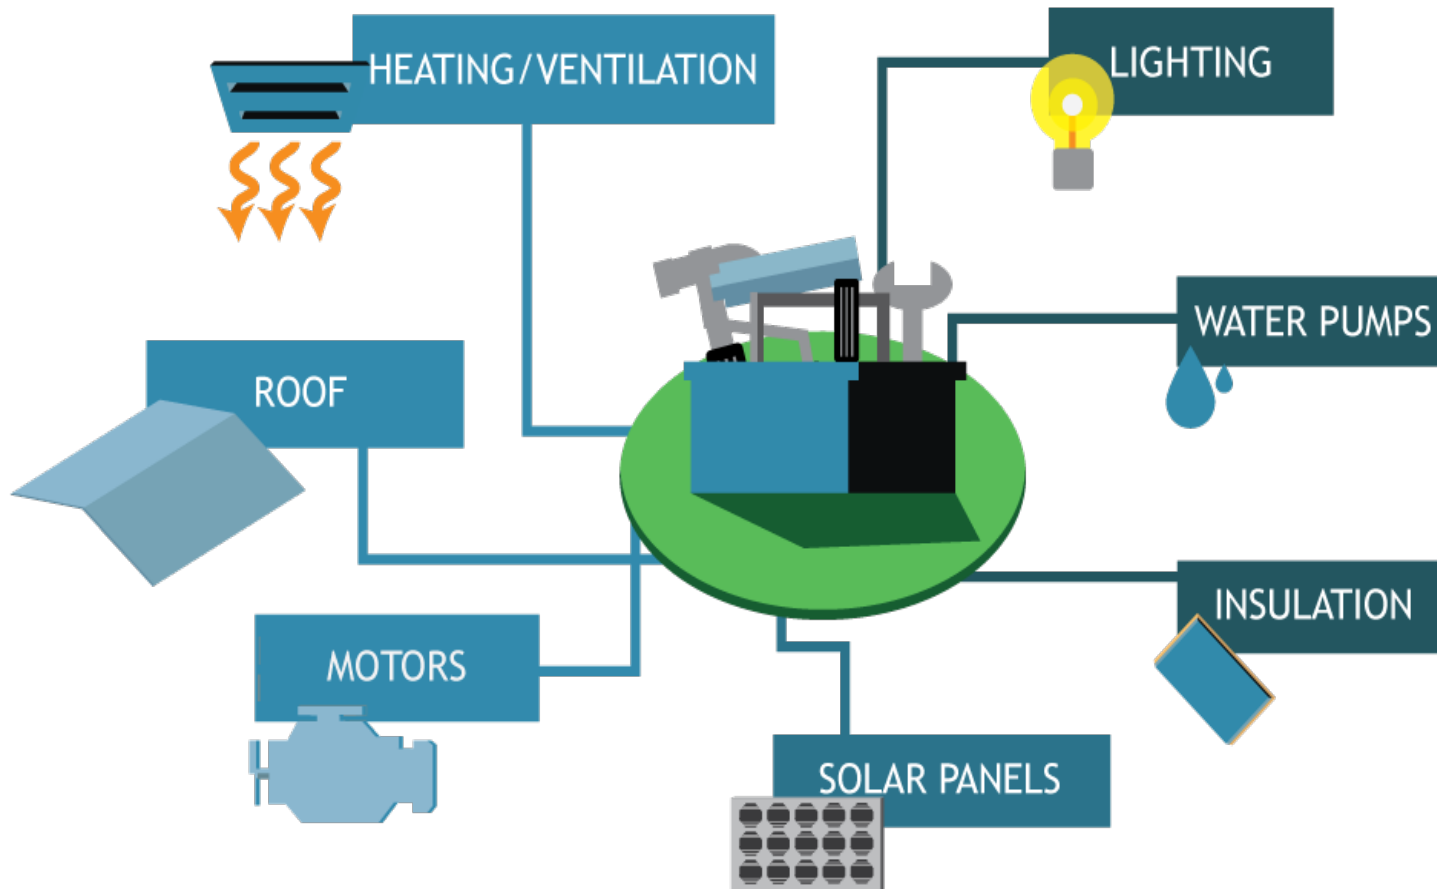 HEATING/VENTILATION
LIGHTING
WATER PUMPS
ROOF
INSULATION
MOTORS
SOLAR PANELS